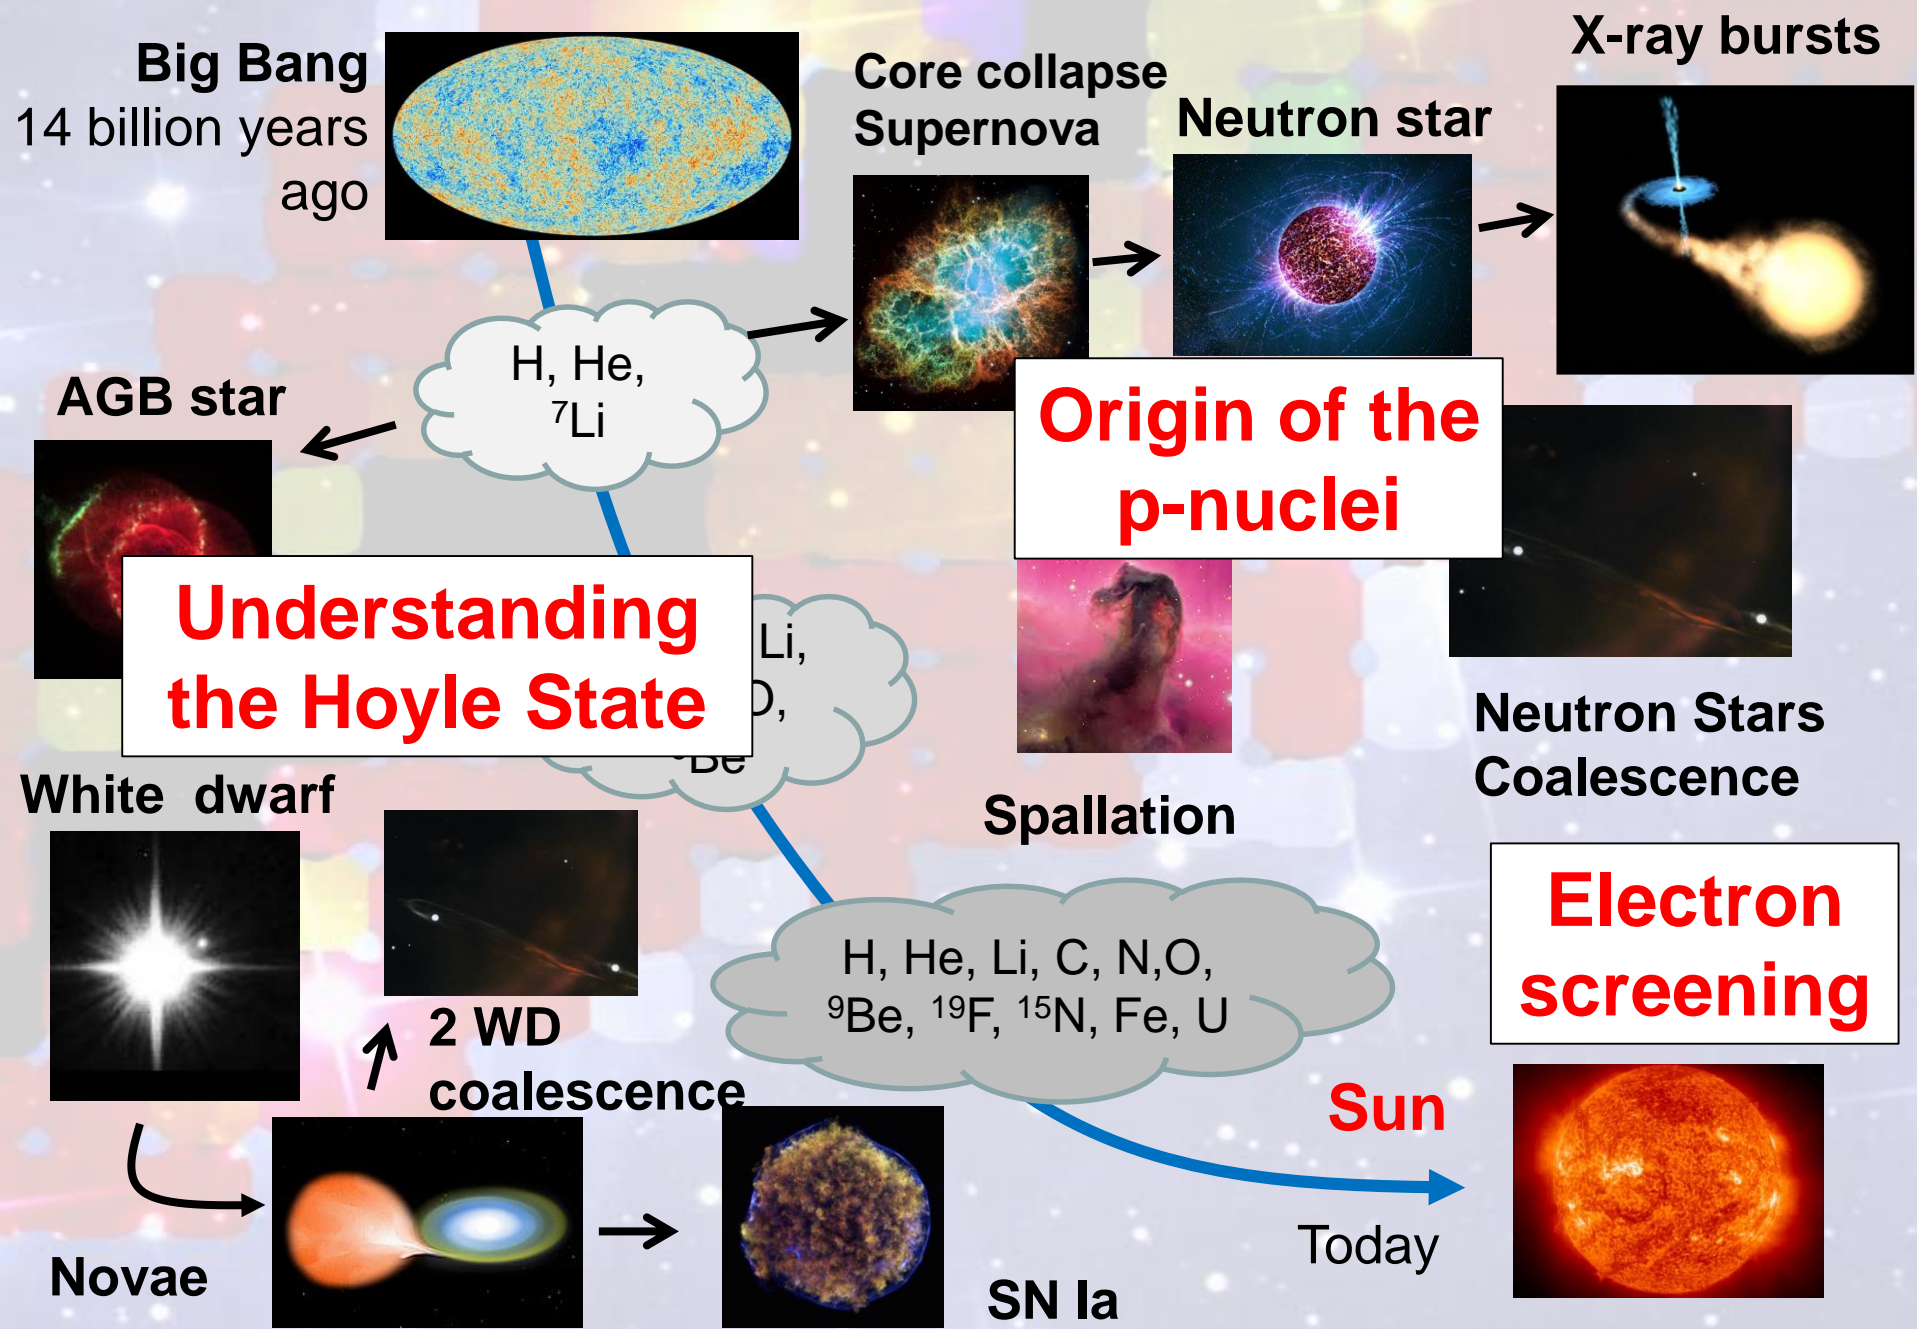 Big Bang
14 billion years
ago
Core collapse
Supernova
Neutron star
X-ray bursts
H, He,
⁷Li
AGB star
Origin of the
p-nuclei
Understanding
the Hoyle State
Li,
O,
Be
White dwarf
Neutron Stars
Coalescence
Spallation
Electron
screening
H, He, Li, C, N,O,
⁹Be, ¹⁹F, ¹⁵N, Fe, U
2 WD
coalescence
Sun
Today
Novae
SN Ia